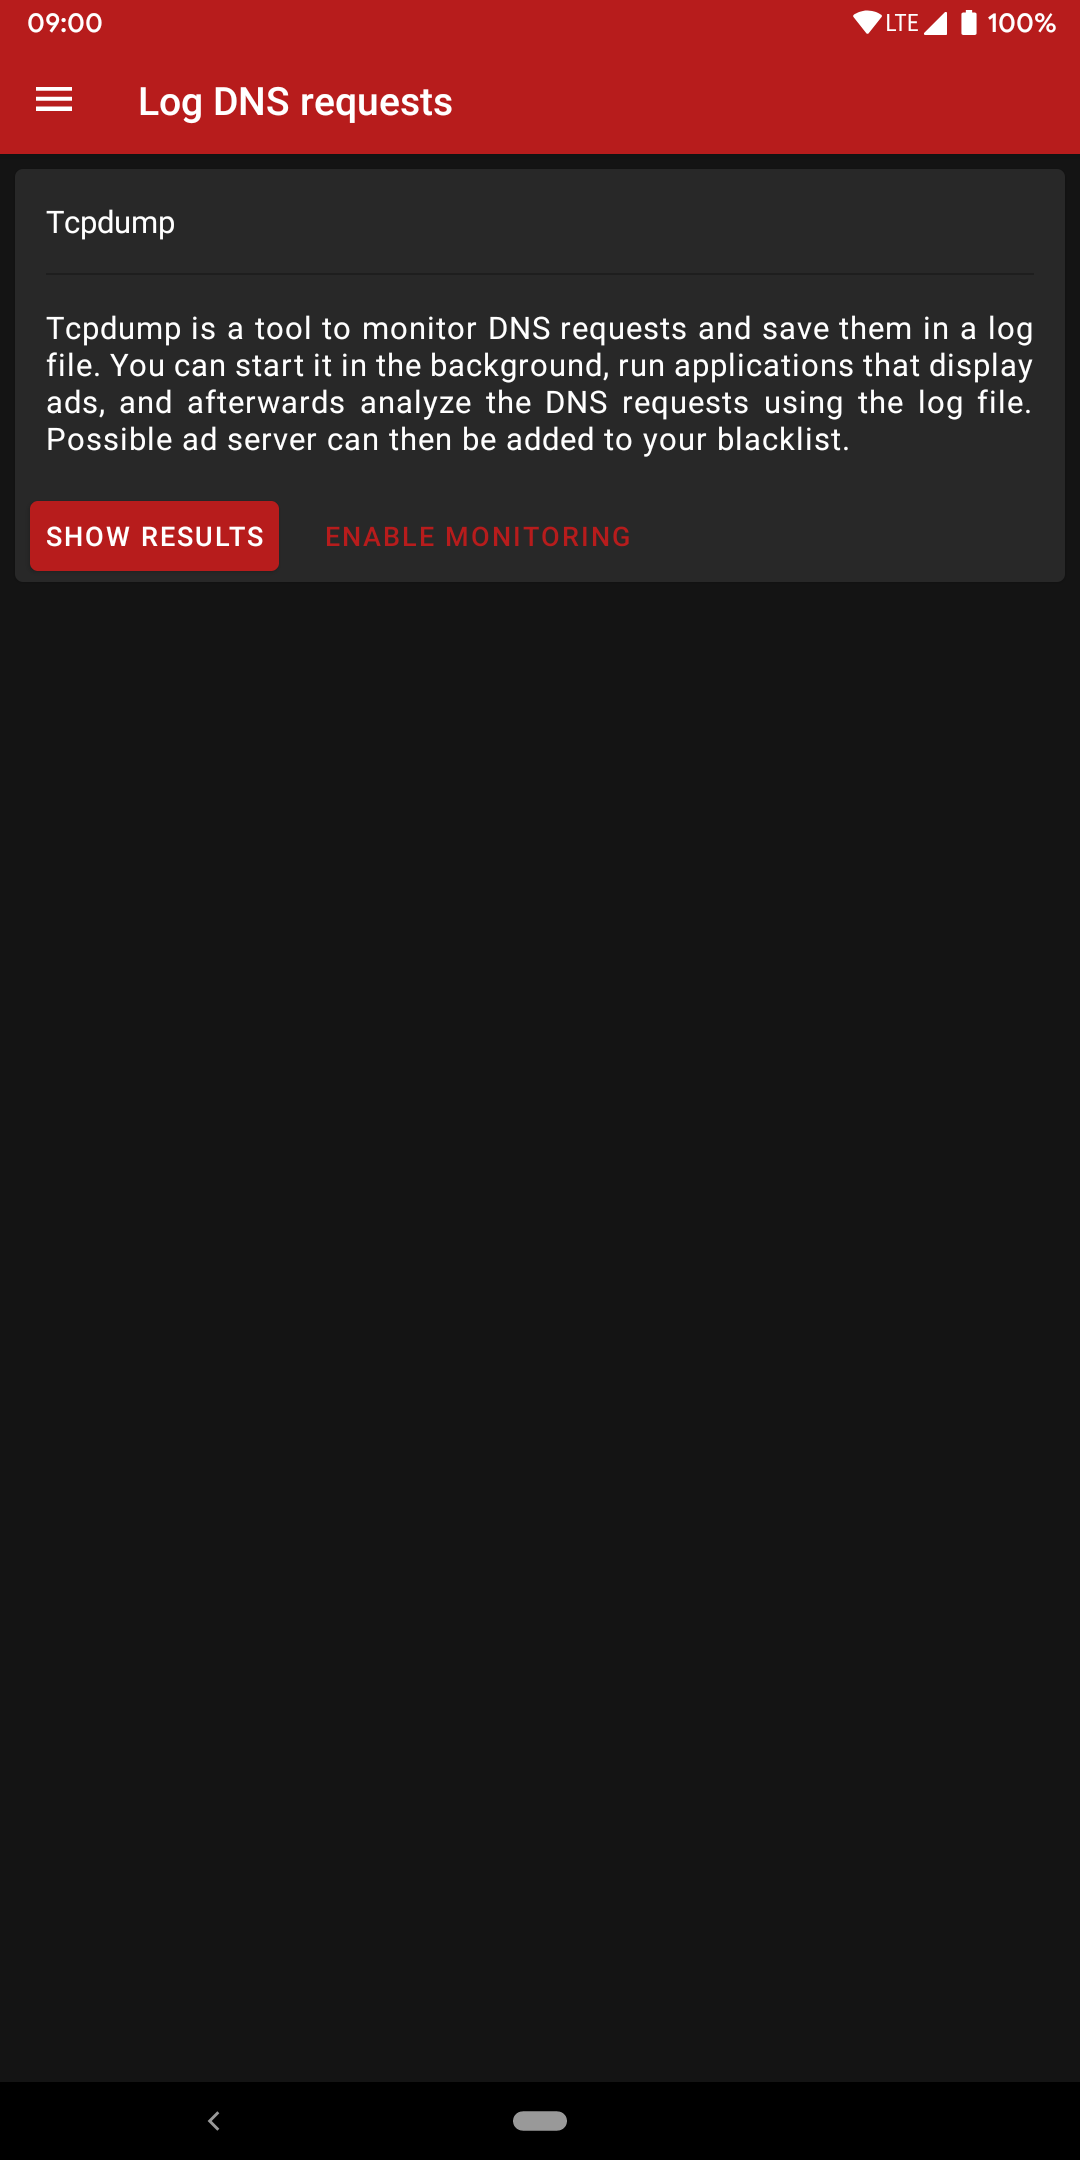 09:00
LTE 100%
Log DNS requests
Tcpdump
Tcpdump is a tool to monitor DNS requests and save them in a log
file. You can start it in the background, run applications that display
ads, and afterwards analyze the DNS requests using the log file.
Possible ad server can then be added to your blacklist.
SHOW RESULTS
ENABLE MONITORING